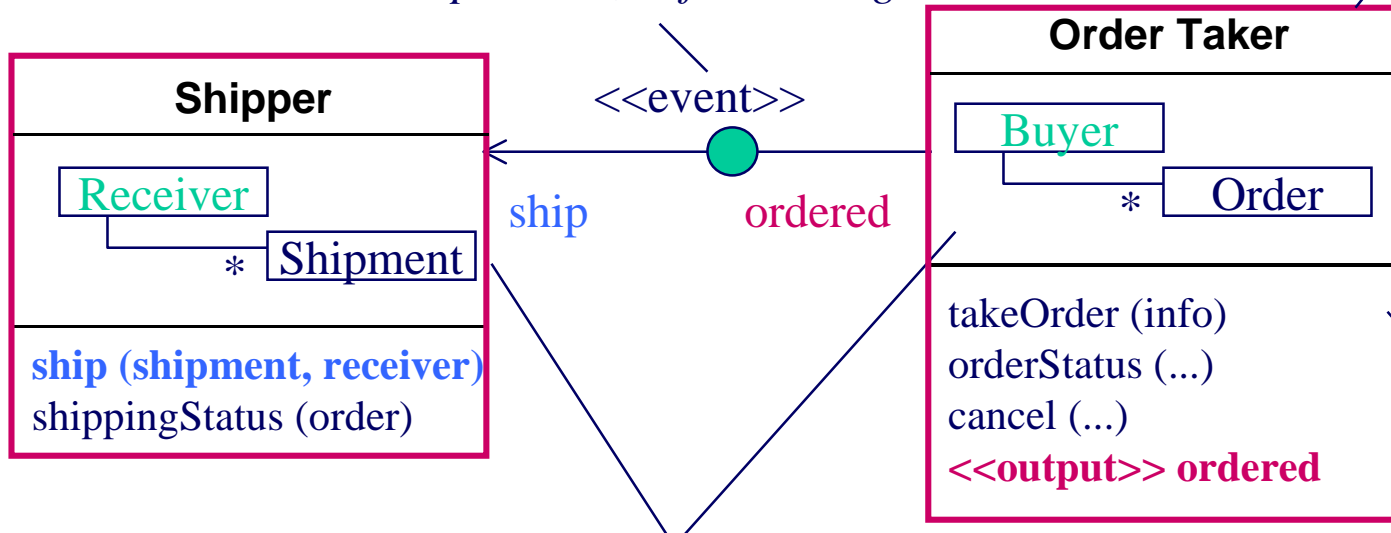 Order Taker
Shipper
<<event>>
Buyer
Receiver
ship
ordered
*
Order
*
Shipment
takeOrder (info)
ship (shipment, receiver)
orderStatus (...)
shippingStatus (order)
cancel (...)
<<output>> ordered